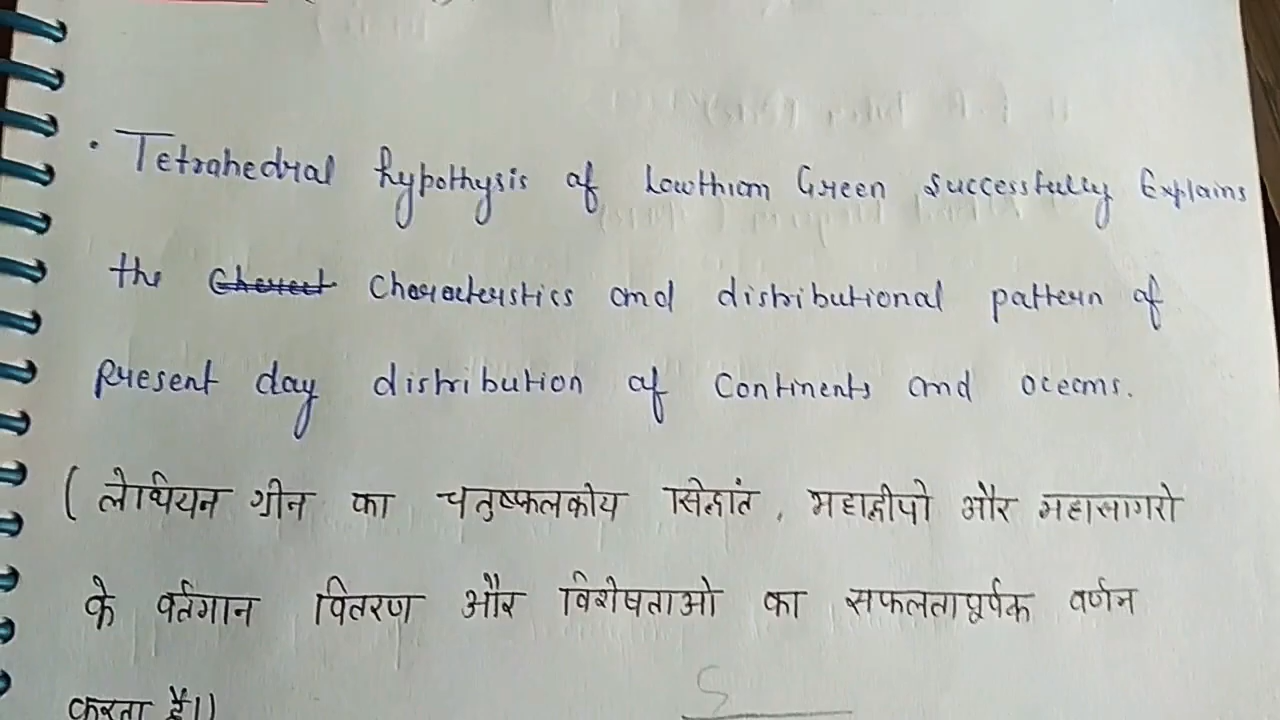 • Tetrahedral hypothysis of Lowthian Green successfully Explains
the Charact Characteristics and distributional pattern of
present day distribution of Continents and oceans.
( लोथियन ग्रीन का चतुष्फलकीय सिद्धांत, महाद्वीपो और महासागरो
के वर्तमान वितरण और विशेषताओ का सफलतापूर्वक वर्णन
करता है।)